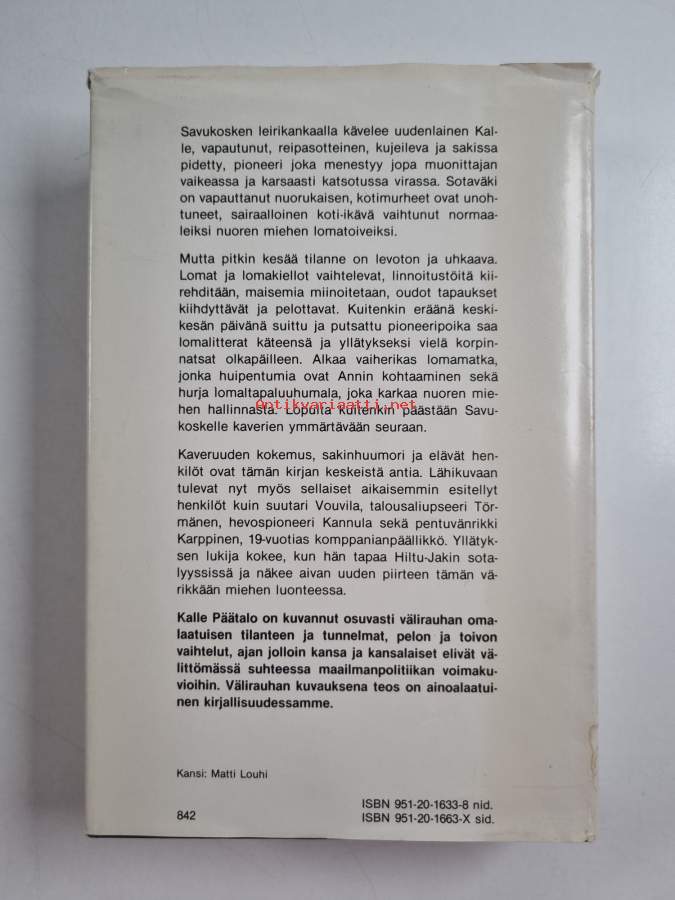 Savukosken leirikankaalla kävelee uudenlainen Kal-
le, vapautunut, reipasotteinen, kujeileva ja sakissa
pidetty, pioneeri joka menestyy jopa muonittajan
vaikeassa ja karsaasti katsotussa virassa. Sotaväki
on vapauttanut nuorukaisen, kotimurheet ovat unoh-
tuneet, sairaalloinen koti-ikävä vaihtunut normaa-
leiksi nuoren miehen lomatoiveiksi.
Mutta pitkin kesää tilanne on levoton ja uhkaava.
Lomat ja lomakiellot vaihtelevat, linnoitustöitä kii-
rehditään, maisemia miinoitetaan, oudot tapaukset
kiihdyttävät ja pelottavat. Kuitenkin eräänä keski-
kesän päivänä suittu ja putsattu pioneeripoika saa
lomalitterat käteensä ja yllätykseksi vielä korpin-
natsat olkapäilleen. Alkaa vaiherikas lomamatka,
jonka huipentumia ovat Annin kohtaaminen sekä
hurja lomaltapaluuhumala, joka karkaa nuoren mie-
hen hallinnasta. Lopulta kuitenkin päästään Savu-
koskelle kaverien ymmärtävään seuraan.
Antikvariaatti.net
Kaveruuden kokemus, sakinhuumori ja elävät hen-
kilöt ovat tämän kirjan keskeistä antia. Lähikuvaan
tulevat nyt myös sellaiset aikaisemmin esitellyt
henkilöt kuin suutari Vouvila, talousaliupseeri Tör-
mänen, hevospioneeri Kannula sekä pentuvänrikki
Karppinen, 19-vuotias komppanianpäällikkö. Yllätyk-
sen lukija kokee, kun hän tapaa Hiltu-Jakin sota-
lyyssissä ja näkee aivan uuden piirteen tämän vä-
rikkään miehen luonteessa.
Kalle Päätalo on kuvannut osuvasti välirauhan oma-
laatuisen tilanteen ja tunnelmat, pelon ja toivon
vaihtelut, ajan jolloin kansa ja kansalaiset elivät vä-
littömässä suhteessa maailmanpolitiikan voimaku-
vioihin. Välirauhan kuvauksena teos on ainoalaatui-
nen kirjallisuudessamme.
Kansi: Matti Louhi
842
ISBN 951-20-1633-8 nid.
ISBN 951-20-1663-X sid.